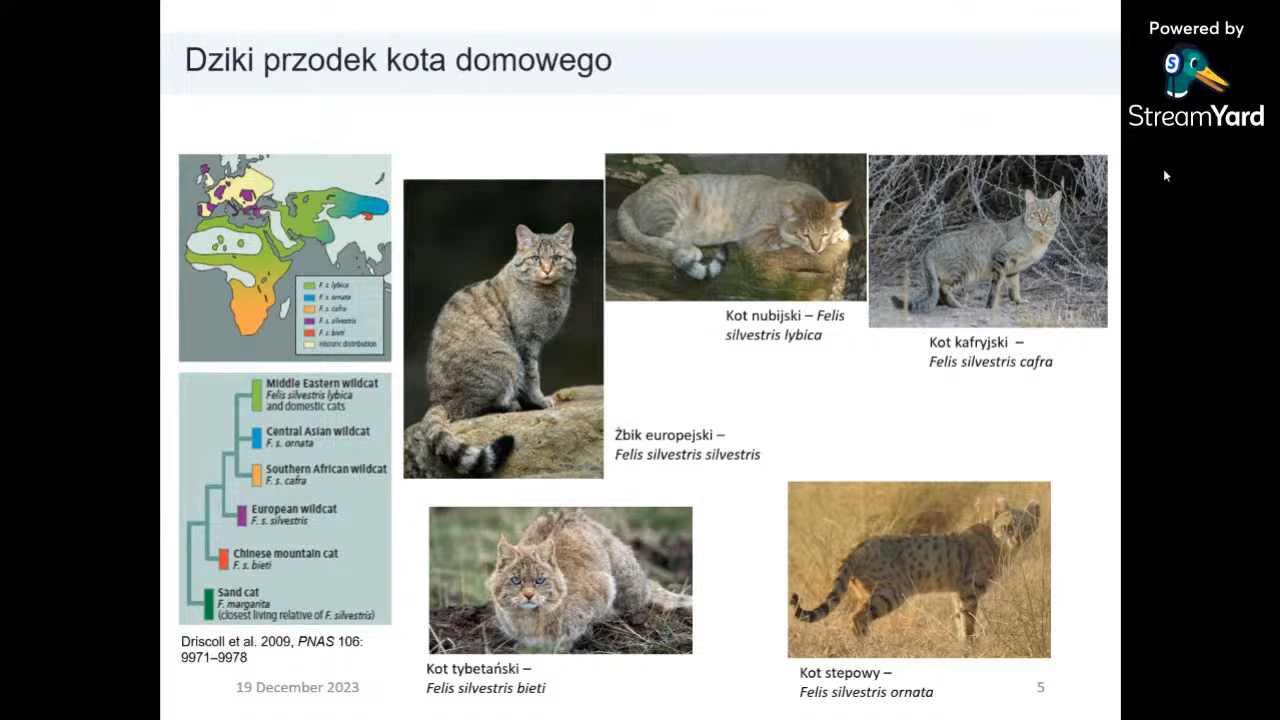 Powered by
StreamYard
Dziki przodek kota domowego
F. s. lybica
F. s. ornata
F. s. cafra
F. s. silvestris
F. s. bieti
Historic distribution
Middle Eastern wildcat
Felis silvestris lybica
and domestic cats
Central Asian wildcat
F. s. ornata
Southern African wildcat
F. s. cafra
European wildcat
F. s. silvestris
Chinese mountain cat
F. s. bieti
Sand cat
F. margarita
(closest living relative of F. silvestris)
Driscoll et al. 2009, PNAS 106:
9971–9978
Kot nubijski – Felis
silvestris lybica
Kot kafryjski –
Felis silvestris cafra
Żbik europejski –
Felis silvestris silvestris
Kot tybetański –
Felis silvestris bieti
Kot stepowy –
Felis silvestris ornata
19 December 2023
5